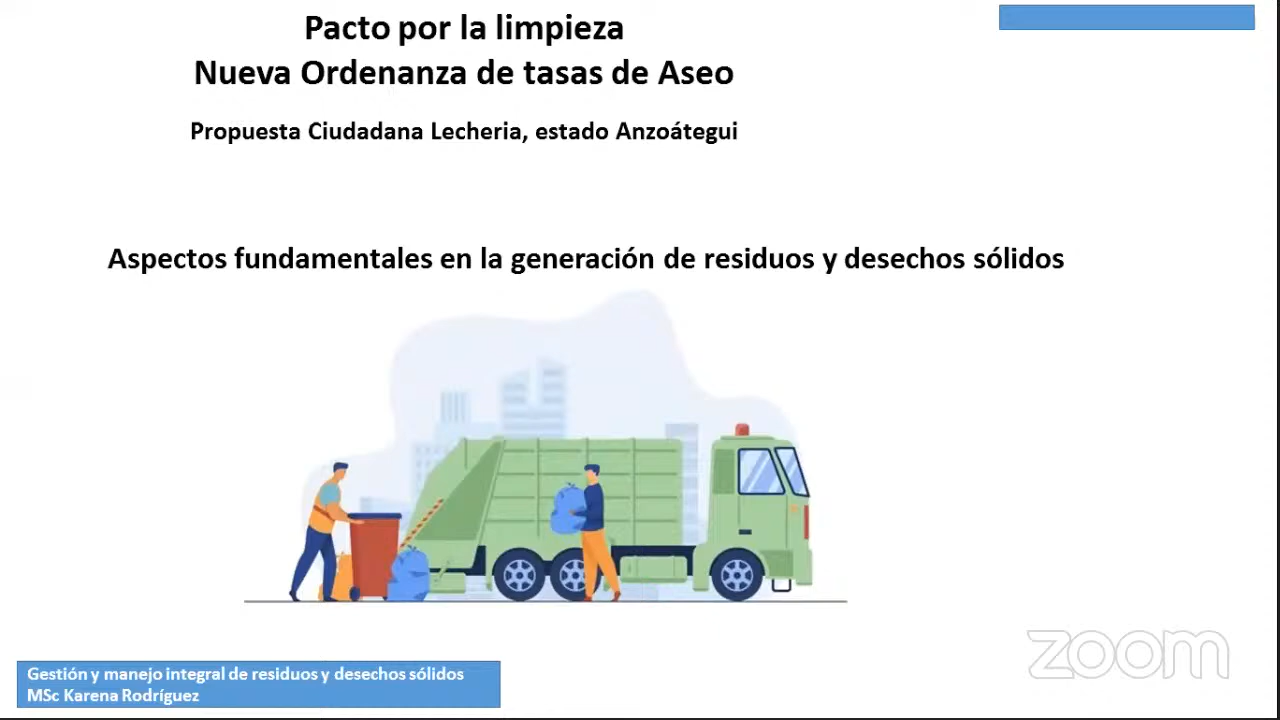 Pacto por la limpieza
Nueva Ordenanza de tasas de Aseo
Propuesta Ciudadana Lecheria, estado Anzoátegui
Aspectos fundamentales en la generación de residuos y desechos sólidos
zoom
Gestión y manejo integral de residuos y desechos sólidos
MSc Karena Rodríguez